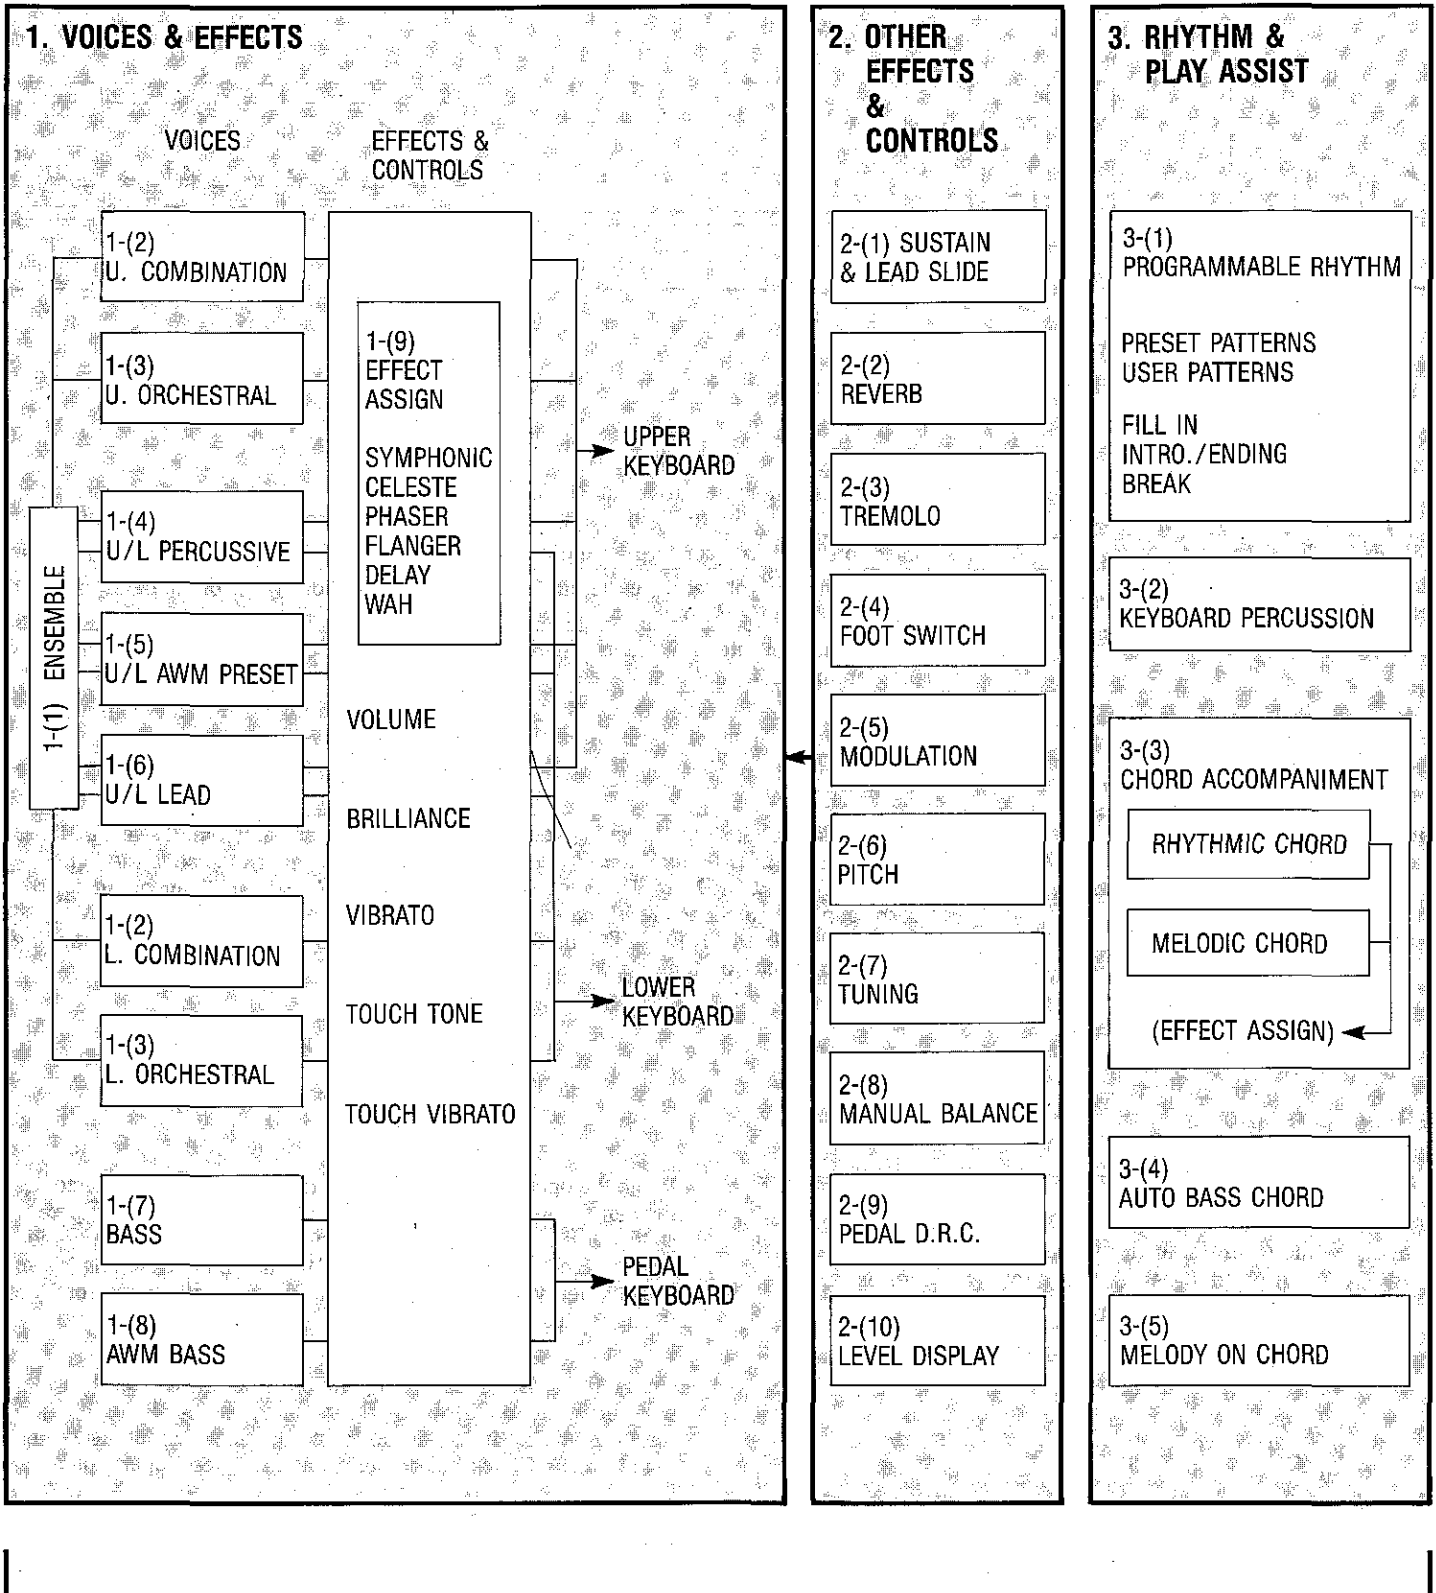 1. VOICES & EFFECTS
VOICES
EFFECTS &
CONTROLS
1-(1) ENSEMBLE
1-(2)
U. COMBINATION
1-(3)
U. ORCHESTRAL
1-(4)
U/L PERCUSSIVE
1-(5)
U/L AWM PRESET
1-(6)
U/L LEAD
1-(2)
L. COMBINATION
1-(3)
L. ORCHESTRAL
1-(7)
BASS
1-(8)
AWM BASS
1-(9)
EFFECT
ASSIGN
SYMPHONIC
CELESTE
PHASER
FLANGER
DELAY
WAH
VOLUME
BRILLIANCE
VIBRATO
TOUCH TONE
TOUCH VIBRATO
UPPER
KEYBOARD
LOWER
KEYBOARD
PEDAL
KEYBOARD
2. OTHER
EFFECTS
&
CONTROLS
2-(1) SUSTAIN
& LEAD SLIDE
2-(2)
REVERB
2-(3)
TREMOLO
2-(4)
FOOT SWITCH
2-(5)
MODULATION
2-(6)
PITCH
2-(7)
TUNING
2-(8)
MANUAL BALANCE
2-(9)
PEDAL D.R.C.
2-(10)
LEVEL DISPLAY
3. RHYTHM &
PLAY ASSIST
3-(1)
PROGRAMMABLE RHYTHM
PRESET PATTERNS
USER PATTERNS
FILL IN
INTRO./ENDING
BREAK
3-(2)
KEYBOARD PERCUSSION
3-(3)
CHORD ACCOMPANIMENT
RHYTHMIC CHORD
MELODIC CHORD
(EFFECT ASSIGN)
3-(4)
AUTO BASS CHORD
3-(5)
MELODY ON CHORD